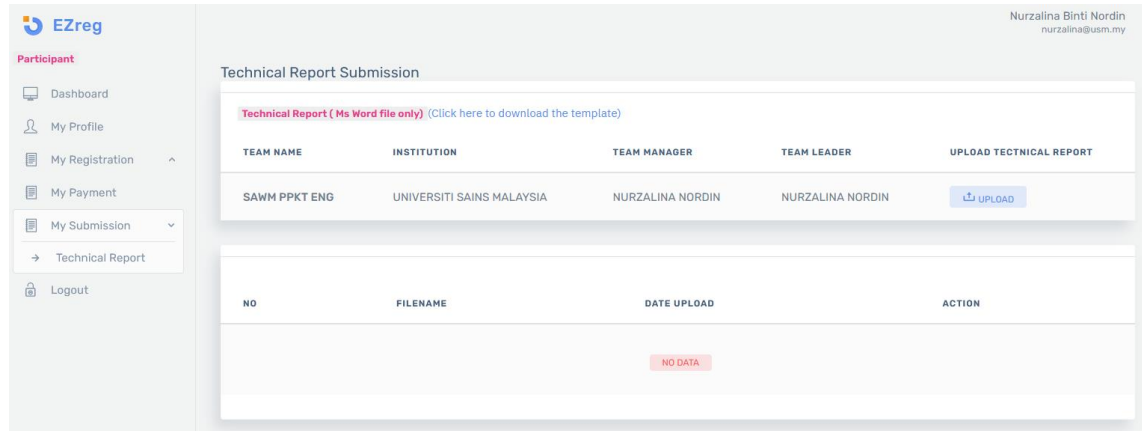 EZreg
Nurzalina Binti Nordin
nurzalina@usm.my
Participant
Dashboard
My Profile
My Registration
My Payment
My Submission
Technical Report
Logout
Technical Report Submission
Technical Report ( Ms Word file only) (Click here to download the template)
TEAM NAME INSTITUTION TEAM MANAGER TEAM LEADER UPLOAD TECTNICAL REPORT
SAWM PPKT ENG UNIVERSITI SAINS MALAYSIA NURZALINA NORDIN NURZALINA NORDIN UPLOAD
NO FILENAME DATE UPLOAD ACTION
NO DATA